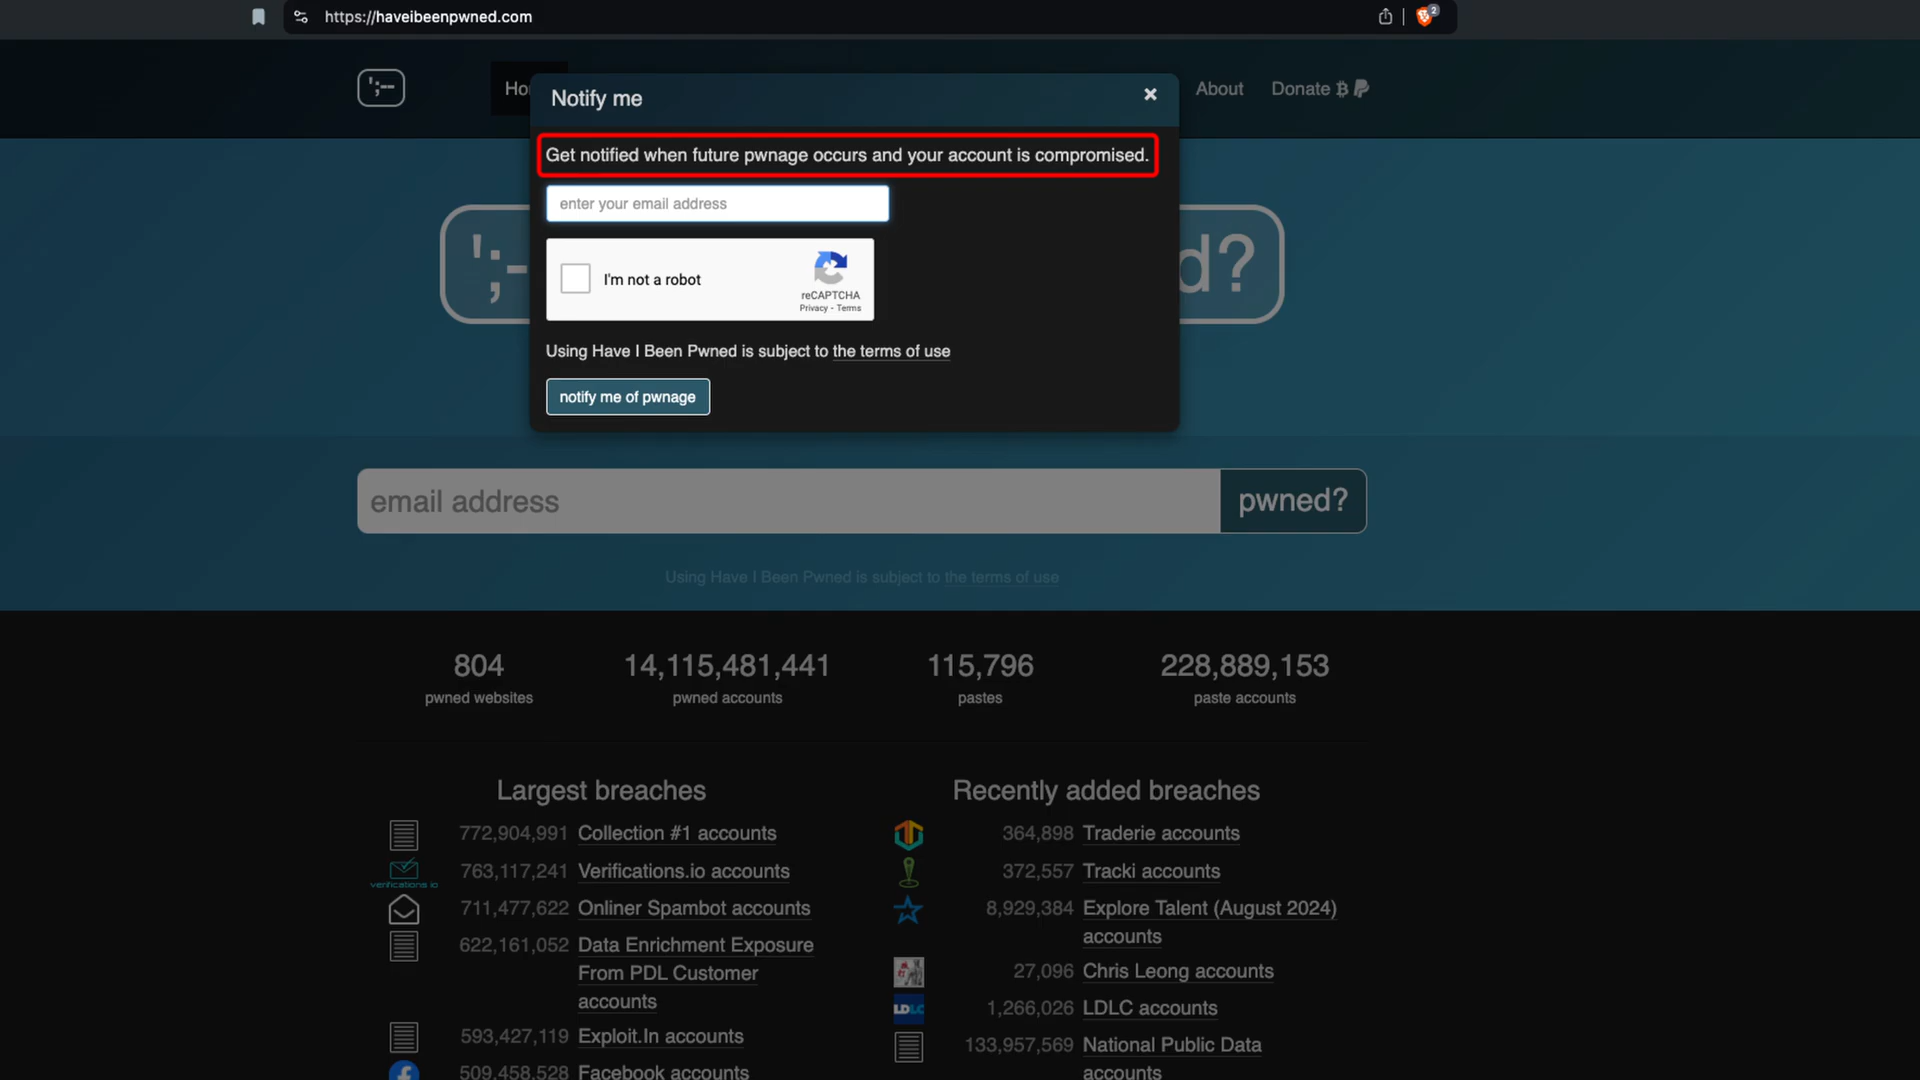 https://haveibeenpwned.com
2
';--
Notify me
×
About
Donate
Get notified when future pwnage occurs and your account is compromised.
enter your email address
I'm not a robot
reCAPTCHA
Privacy - Terms
Using Have I Been Pwned is subject to the terms of use
notify me of pwnage
';-
d?
email address
pwned?
Using Have I Been Pwned is subject to the terms of use
804
pwned websites
14,115,481,441
pwned accounts
115,796
pastes
228,889,153
paste accounts
Largest breaches
772,904,991 Collection #1 accounts
verifications io
763,117,241 Verifications.io accounts
711,477,622 Onliner Spambot accounts
622,161,052 Data Enrichment Exposure
From PDL Customer
accounts
593,427,119 Exploit.In accounts
509,458,528 Facebook accounts
Recently added breaches
364,898 Traderie accounts
372,557 Tracki accounts
8,929,384 Explore Talent (August 2024)
accounts
27,096 Chris Leong accounts
LDLC
1,266,026 LDLC accounts
133,957,569 National Public Data
accounts